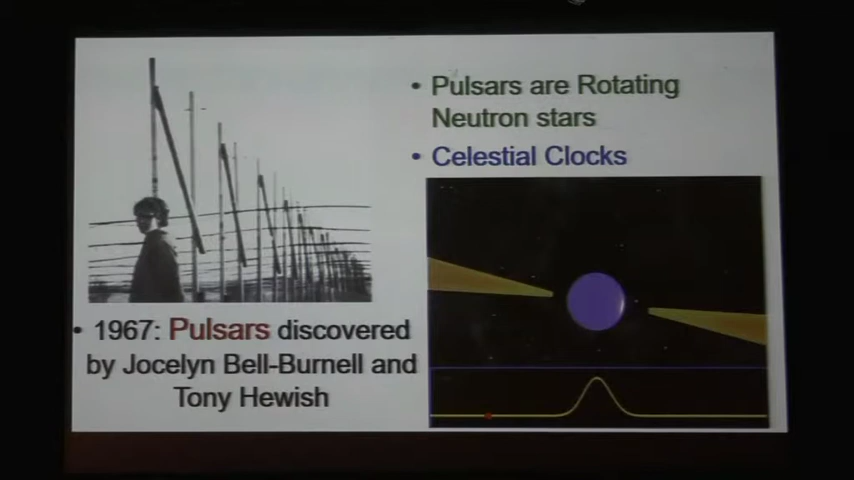 • Pulsars are Rotating
Neutron stars
• Celestial Clocks
• 1967: Pulsars discovered
by Jocelyn Bell-Burnell and
Tony Hewish